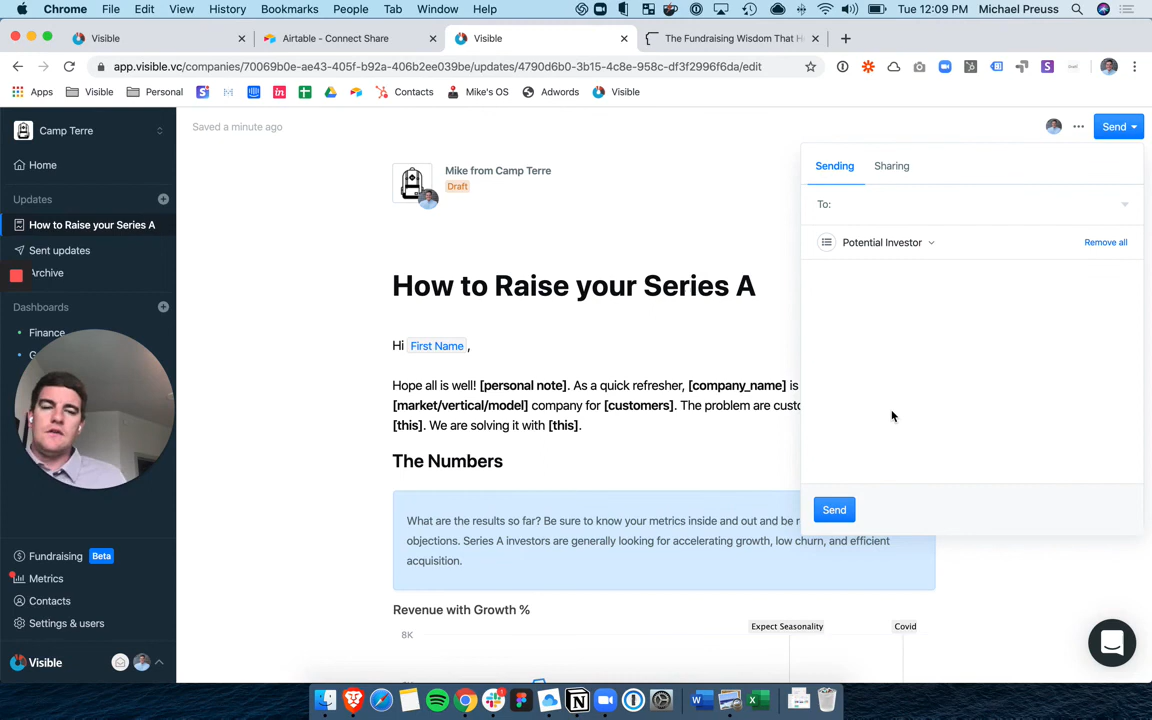 Chrome File Edit View History Bookmarks People Tab Window Help
Tue 12:09 PM Michael Preuss
Visible
Airtable - Connect Share
Visible
The Fundraising Wisdom That H
app.visible.vc/companies/70069b0e-ae43-405f-b92a-406b2ee039be/updates/4790d6b0-3b15-4c8e-958c-df3f2996f6da/edit
Apps Visible Personal Contacts Mike's OS Adwords Visible
Camp Terre
Saved a minute ago
Send
Home
Updates
How to Raise your Series A
Sent updates
Archive
Dashboards
Finance
G
Fundraising Beta
Metrics
Contacts
Settings & users
Visible
Mike from Camp Terre
Draft
How to Raise your Series A
Hi First Name,
Hope all is well! [personal note]. As a quick refresher, [company_name] is
[market/vertical/model] company for [customers]. The problem are custo
[this]. We are solving it with [this].
The Numbers
What are the results so far? Be sure to know your metrics inside and out and be r
objections. Series A investors are generally looking for accelerating growth, low churn, and efficient
acquisition.
Revenue with Growth %
Expect Seasonality
Covid
8K
Sending Sharing
To:
Potential Investor
Remove all
Send